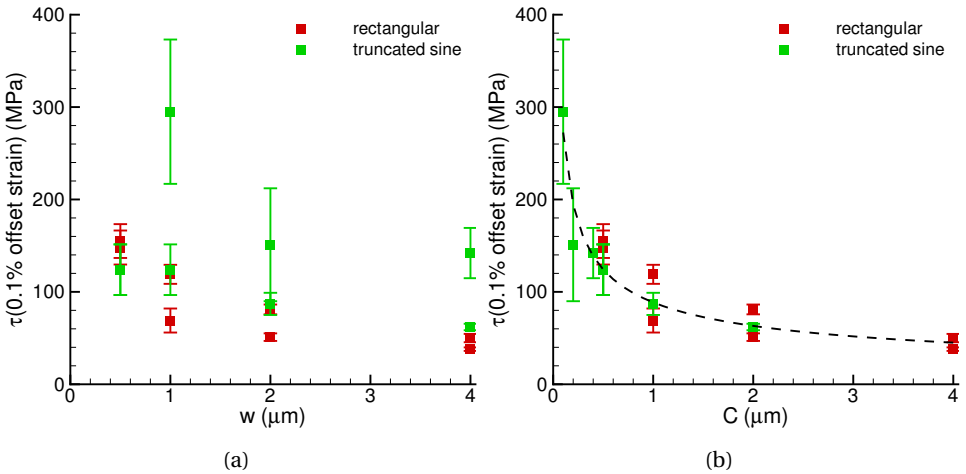 τ(0.1% offset strain) (MPa)
400
300
200
100
0
rectangular
truncated sine
0 1 2 3 4
w (μm)
(a)
τ(0.1% offset strain) (MPa)
400
300
200
100
0
rectangular
truncated sine
0 1 2 3 4
C (μm)
(b)